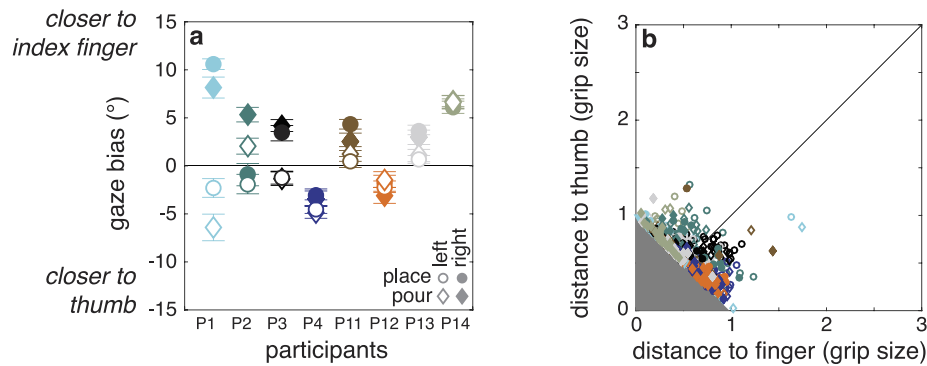 closer to
index finger
closer to
thumb
gaze bias (°)
15
10
5
0
-5
-10
-15
a
left
right
place
pour
P1 P2 P3 P4 P11 P12 P13 P14
participants
b
distance to thumb (grip size)
3
2
1
0
0 1 2 3
distance to finger (grip size)